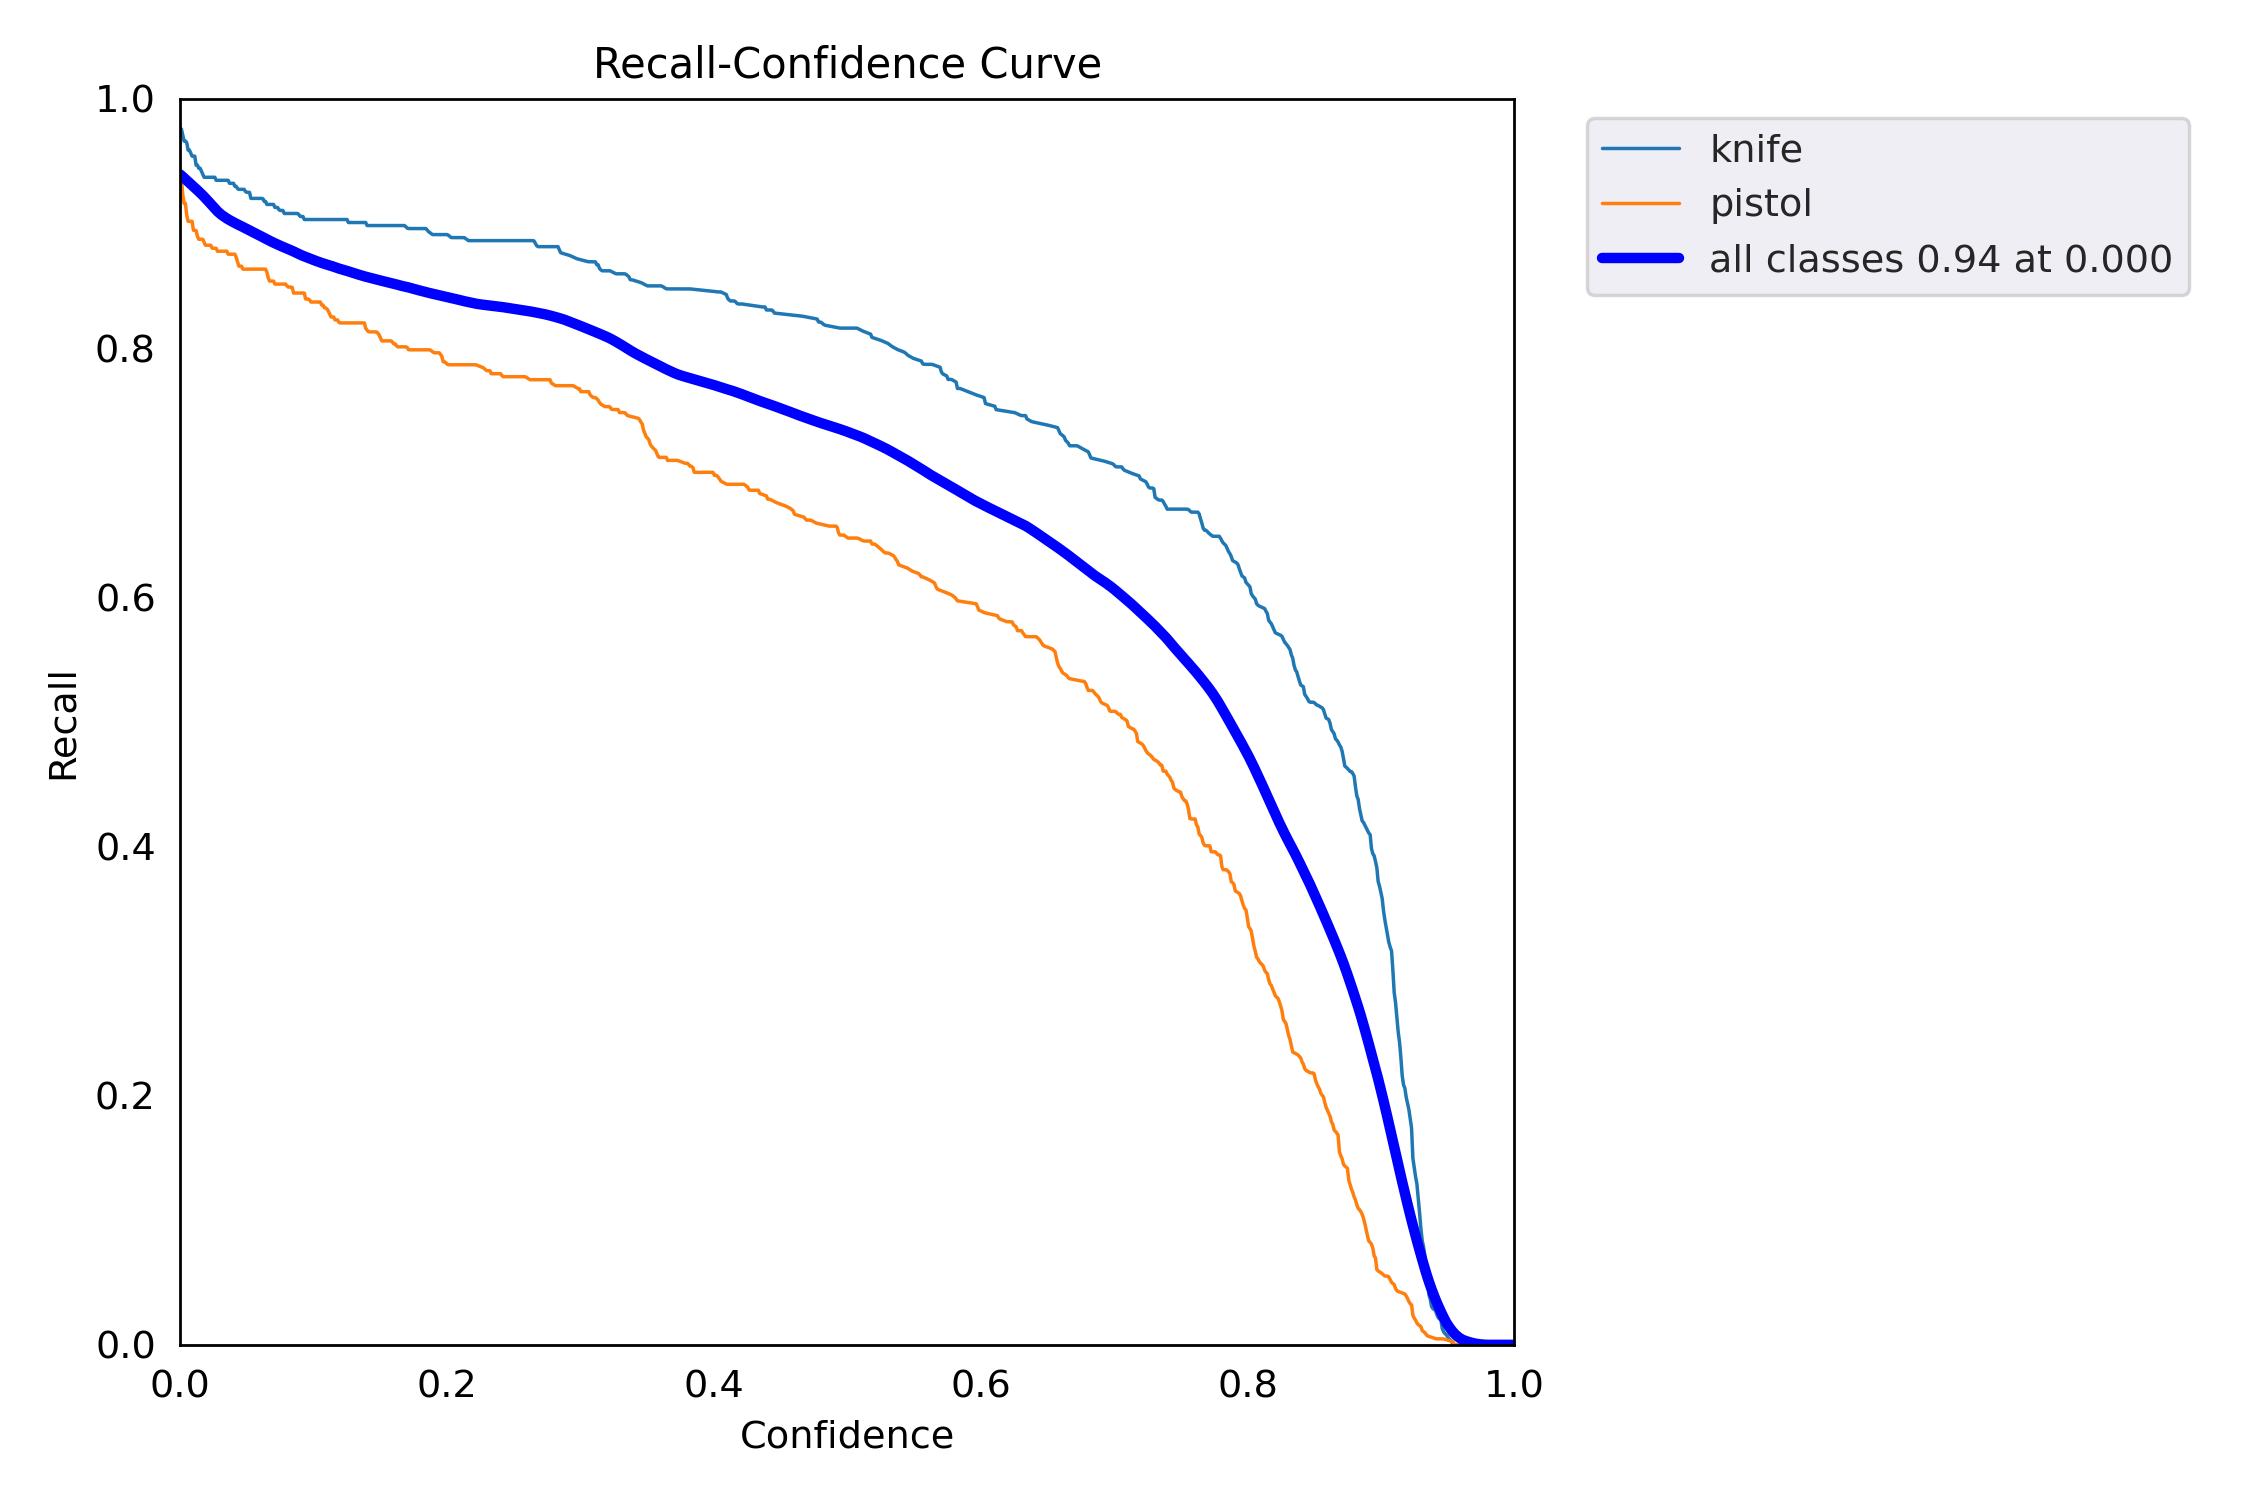 Recall-Confidence Curve
1.0
0.8
0.6
0.4
0.2
0.0
Recall
0.0 0.2 0.4 0.6 0.8 1.0
Confidence
knife
pistol
all classes 0.94 at 0.000